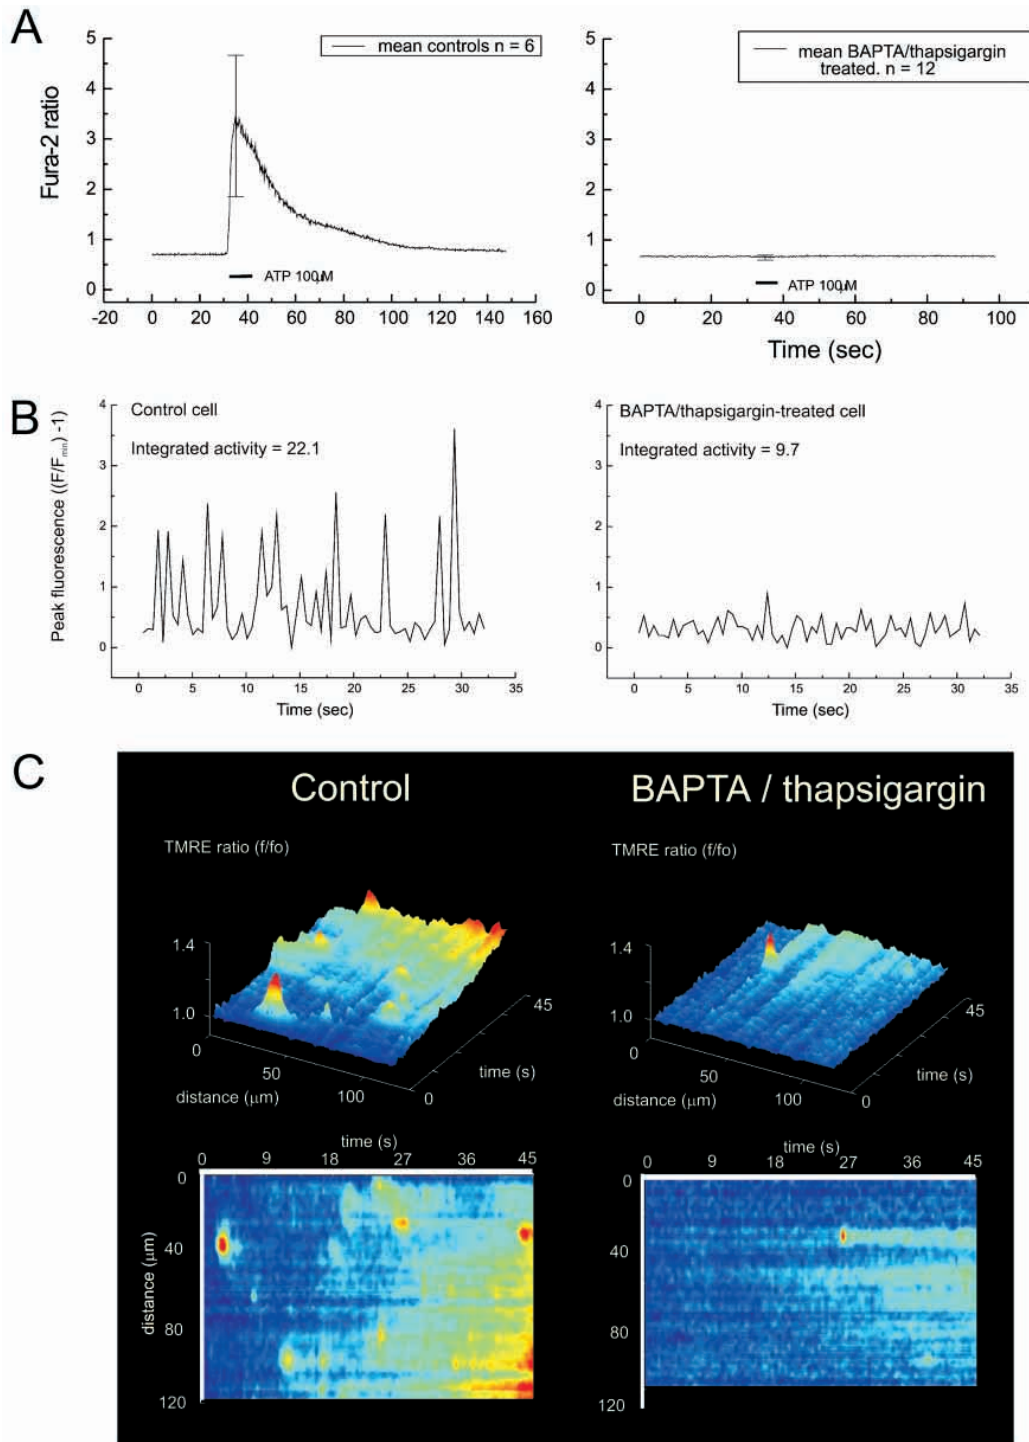 A
mean controls n = 6
mean BAPTA/thapsigargin
treated. n = 12
Fura-2 ratio
5
4
3
2
1
0
ATP 100 µM
-20 0 20 40 60 80 100 120 140 160
5
4
3
2
1
0
ATP 100 µM
0 20 40 60 80 100
Time (sec)
B
Peak fluorescence ((F/Fmin) -1)
4
3
2
1
0
Control cell
Integrated activity = 22.1
0 5 10 15 20 25 30 35
Time (sec)
4
3
2
1
0
BAPTA/thapsigargin-treated cell
Integrated activity = 9.7
0 5 10 15 20 25 30 35
Time (sec)
C
Control
BAPTA / thapsigargin
TMRE ratio (f/fo)
1.4
1.0
0
50
100
distance (µm)
0
45
time (s)
TMRE ratio (f/fo)
1.4
1.0
0
50
100
distance (µm)
0
45
time (s)
time (s)
0 9 18 27 36 45
0
40
80
120
distance (µm)
time (s)
0 9 18 27 36 45
0
40
80
120